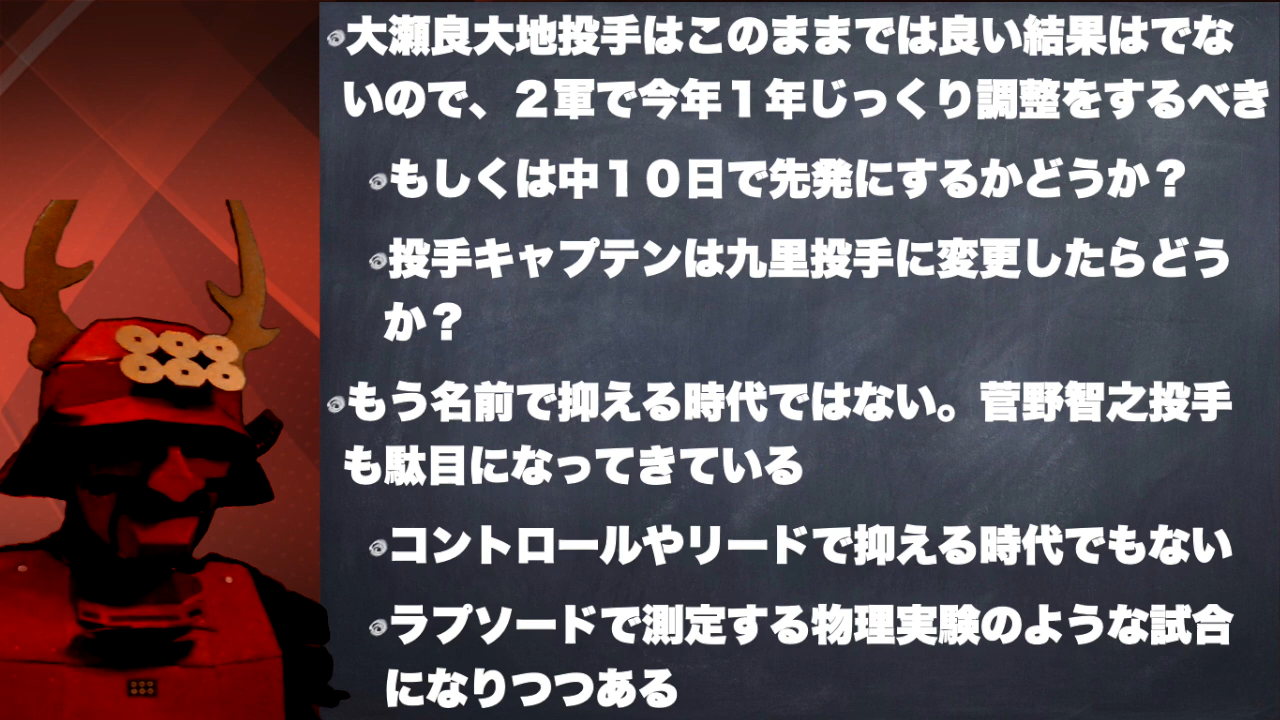 大瀬良大地投手はこのままでは良い結果はでな
いので、２軍で今年１年じっくり調整をするべき
もしくは中１０日で先発にするかどうか？
投手キャプテンは九里投手に変更したらどう
か？
もう名前で抑える時代ではない。菅野智之投手
も駄目になってきている
コントロールやリードで抑える時代でもない
ラプソードで測定する物理実験のような試合
になりつつある